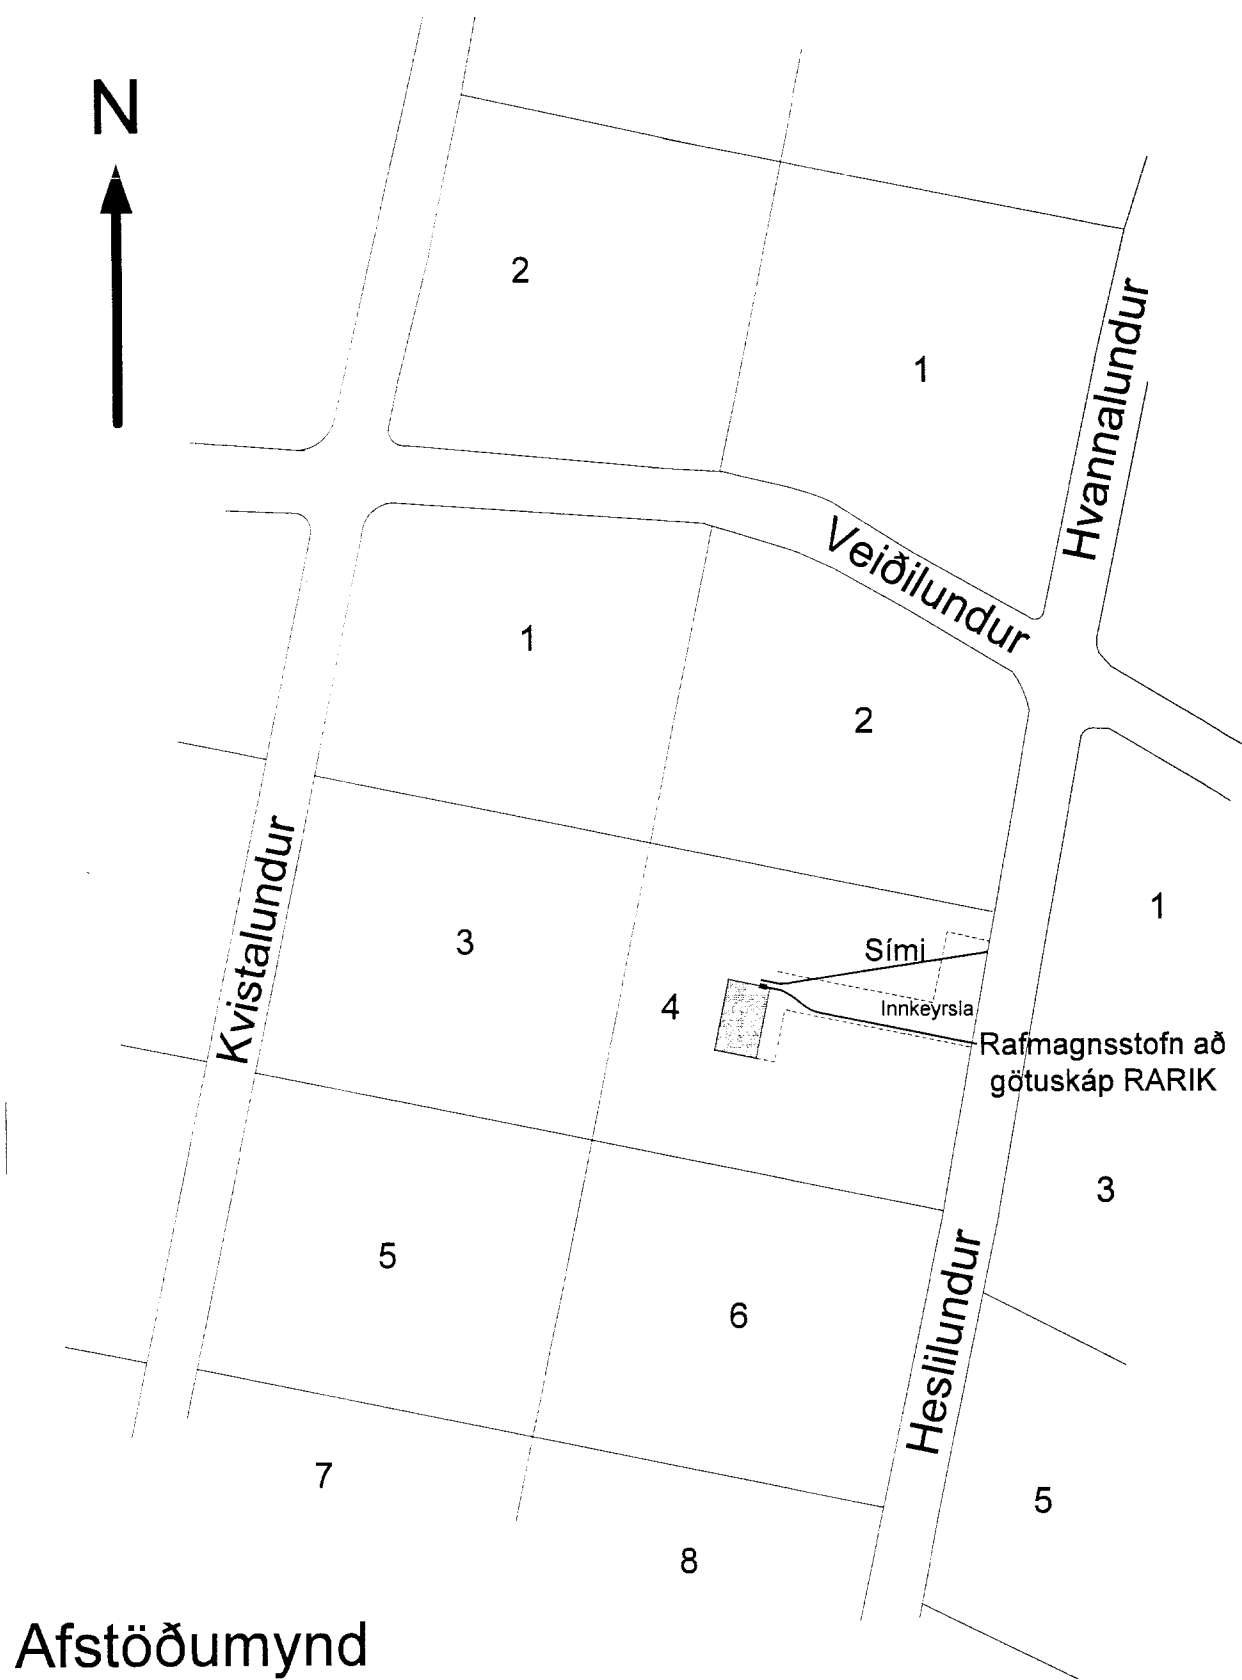 N
2
1
Hvannalundur
Veiðilundur
1
2
Kvistalundur
3
Sími
1
4
Innkeyrsla
Rafmagnsstofn að
götuskáp RARIK
3
5
6
Heslilundur
7
5
8
Afstöðumynd